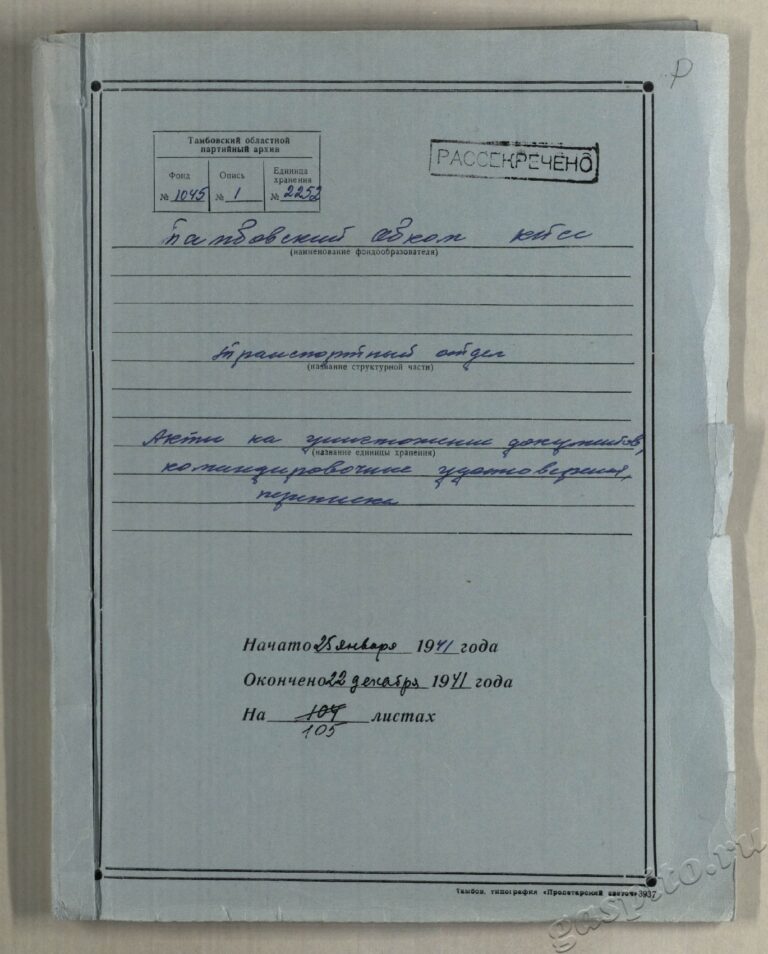 Р
Тамбовский областной
партийный архив
Фонд Опись Единица хранения
№ 1045 № 1 № 2252
РАССЕКРЕЧЕНО
Тамбовский обком КПСС
(наименование фондообразователя)
транспортный отдел
(название структурной части)
Акты на уничтожение документов,
(название единицы хранения)
командировочные удостоверения,
переписка
Начато 25 января 1941 года
Окончено 22 декабря 1941 года
На 104 листах
105
Тамбов, типография «Пролетарский светоч» 3937
gaspito.ru